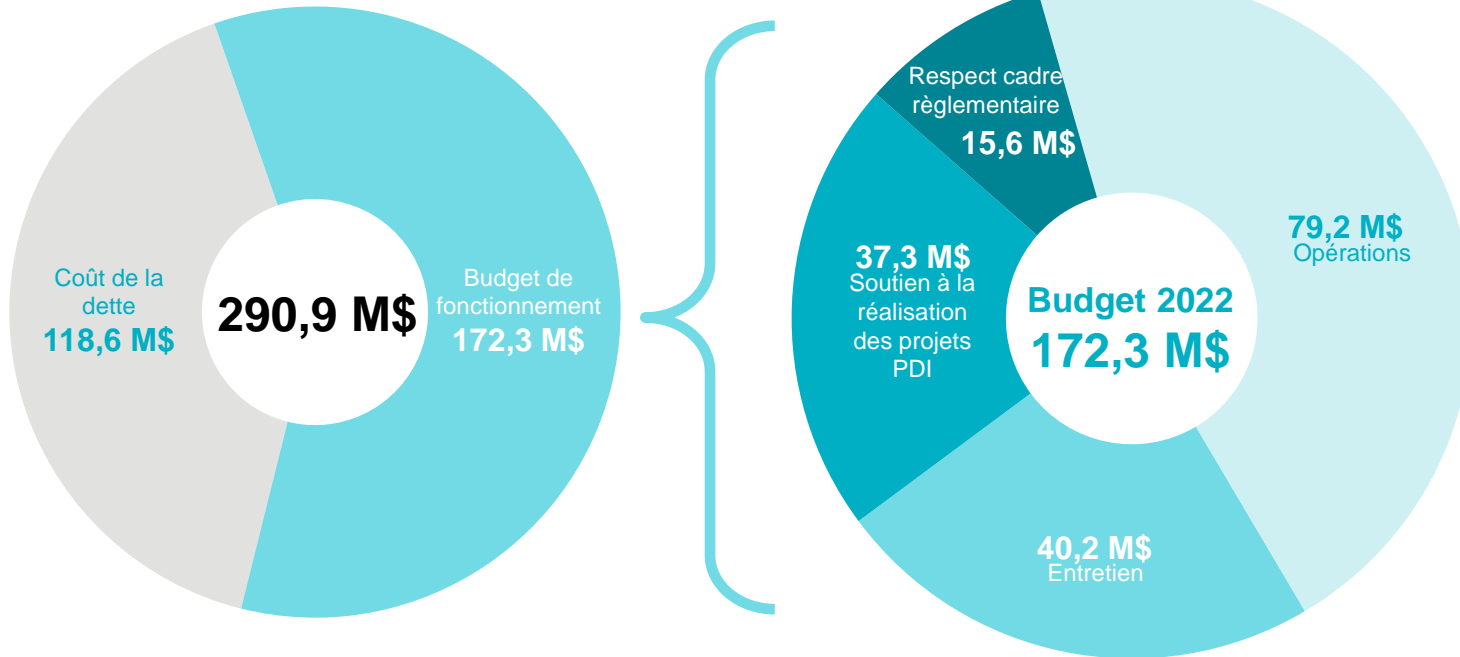 Coût de la
dette
118,6 M$
290,9 M$
Budget de
fonctionnement
172,3 M$
Respect cadre
règlementaire
15,6 M$
79,2 M$
Opérations
37,3 M$
Soutien à la
réalisation
des projets
PDI
Budget 2022
172,3 M$
40,2 M$
Entretien